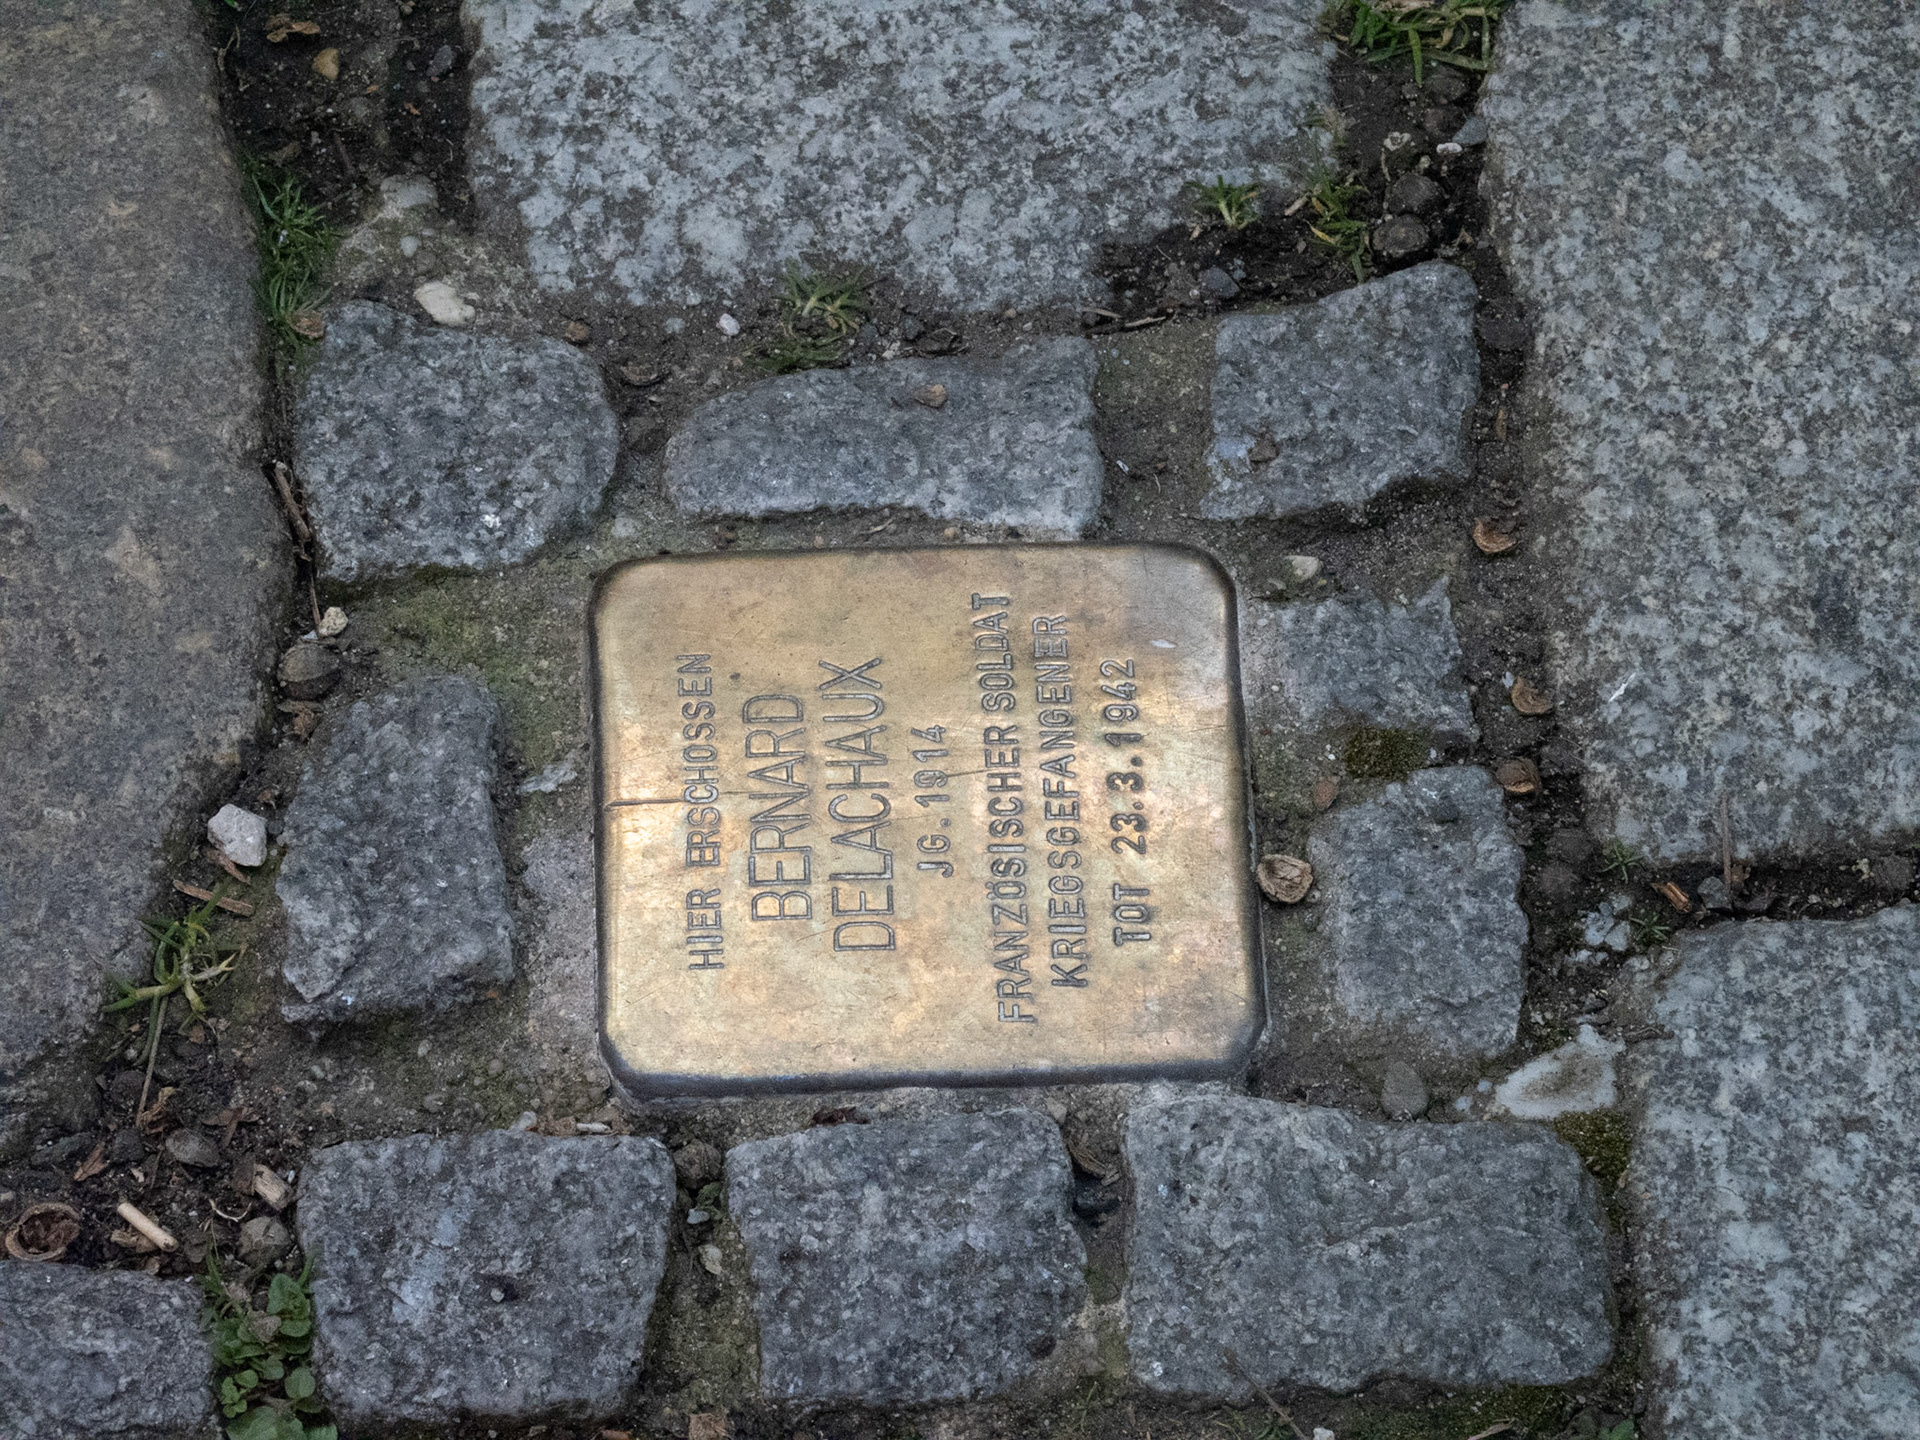 HIER ERSCHOSSEN
BERNARD
DELACHAUX
JG. 1914
FRANZÖSISCHER SOLDAT
KRIEGSGEFANGENER
TOT 23.3.1942